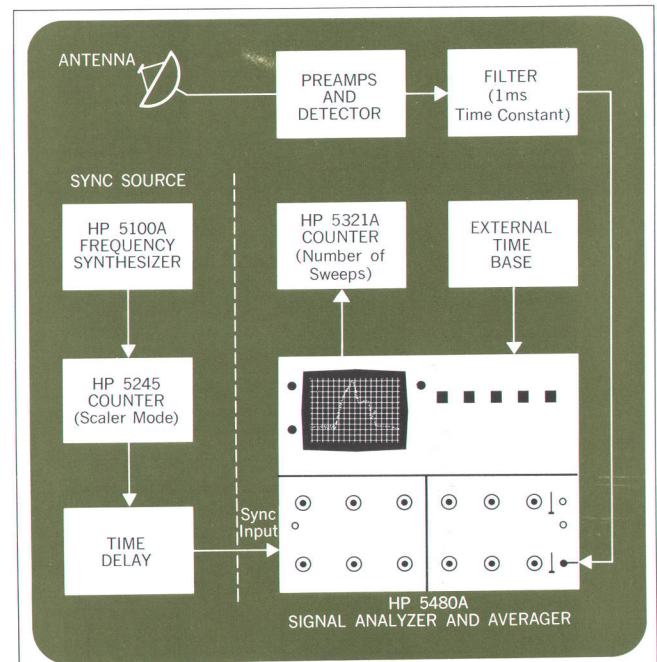 ANTENNA
PREAMPS
AND
DETECTOR
FILTER
(1ms
Time Constant)
SYNC SOURCE
HP 5100A
FREQUENCY
SYNTHESIZER
HP 5321A
COUNTER
(Number of
Sweeps)
EXTERNAL
TIME
BASE
HP 5245
COUNTER
(Scaler Mode)
TIME
DELAY
Sync
Input
HP 5480A
SIGNAL ANALYZER AND AVERAGER